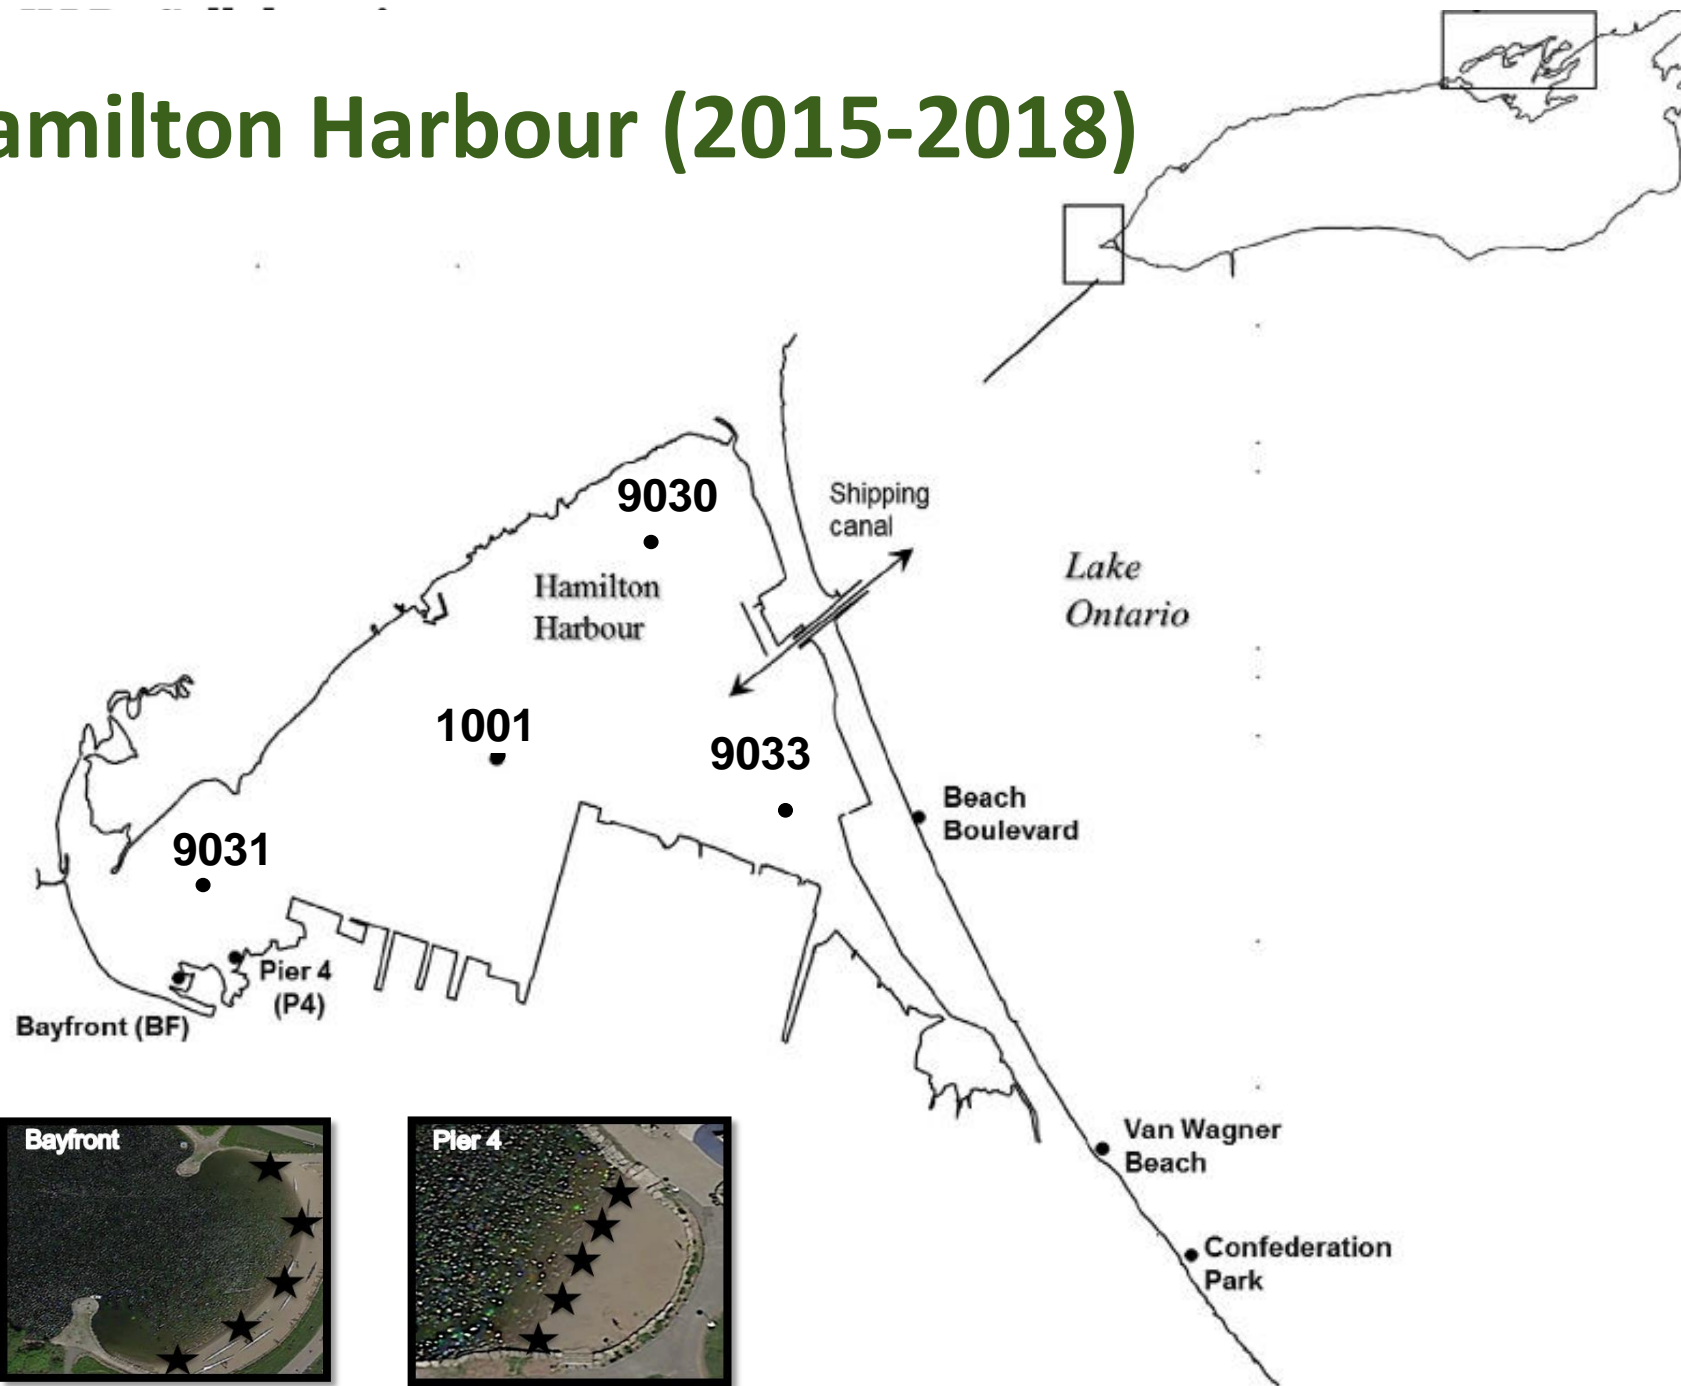 amilton Harbour (2015-2018)
9030
Shipping
canal
Hamilton
Harbour
Lake
Ontario
1001
9033
Beach
Boulevard
9031
Pier 4
(P4)
Bayfront (BF)
Bayfront
Pier 4
Van Wagner
Beach
Confederation
Park